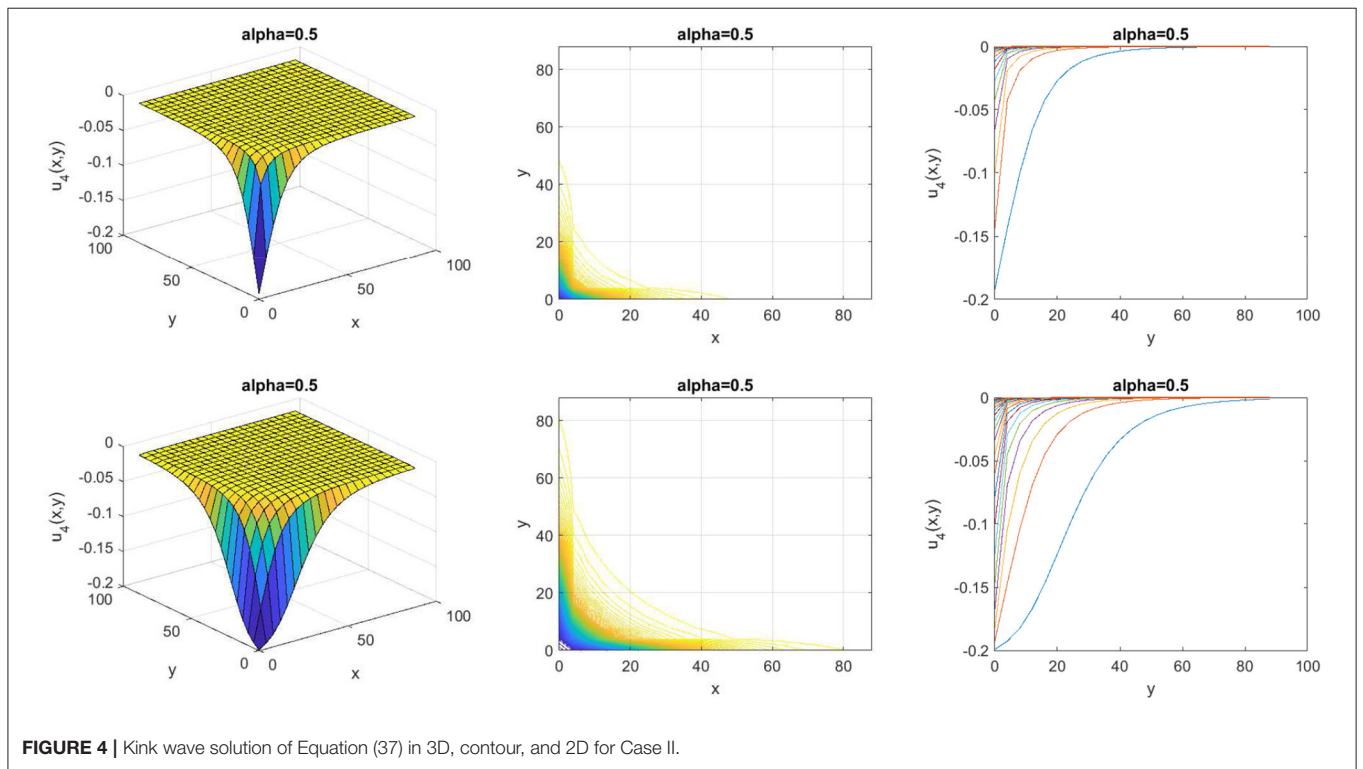 alpha=0.5
0
-0.05
-0.1
-0.15
-0.2
u4(x,y)
100
50
0
y
0
50
100
x
alpha=0.5
80
60
40
20
0
y
0 20 40 60 80
x
alpha=0.5
0
-0.05
-0.1
-0.15
-0.2
u4(x,y)
0 20 40 60 80 100
y
alpha=0.5
0
-0.05
-0.1
-0.15
-0.2
u4(x,y)
100
50
0
y
0
50
100
x
alpha=0.5
80
60
40
20
0
y
0 20 40 60 80
x
alpha=0.5
0
-0.05
-0.1
-0.15
-0.2
u4(x,y)
0 20 40 60 80 100
y
FIGURE 4 | Kink wave solution of Equation (37) in 3D, contour, and 2D for Case II.